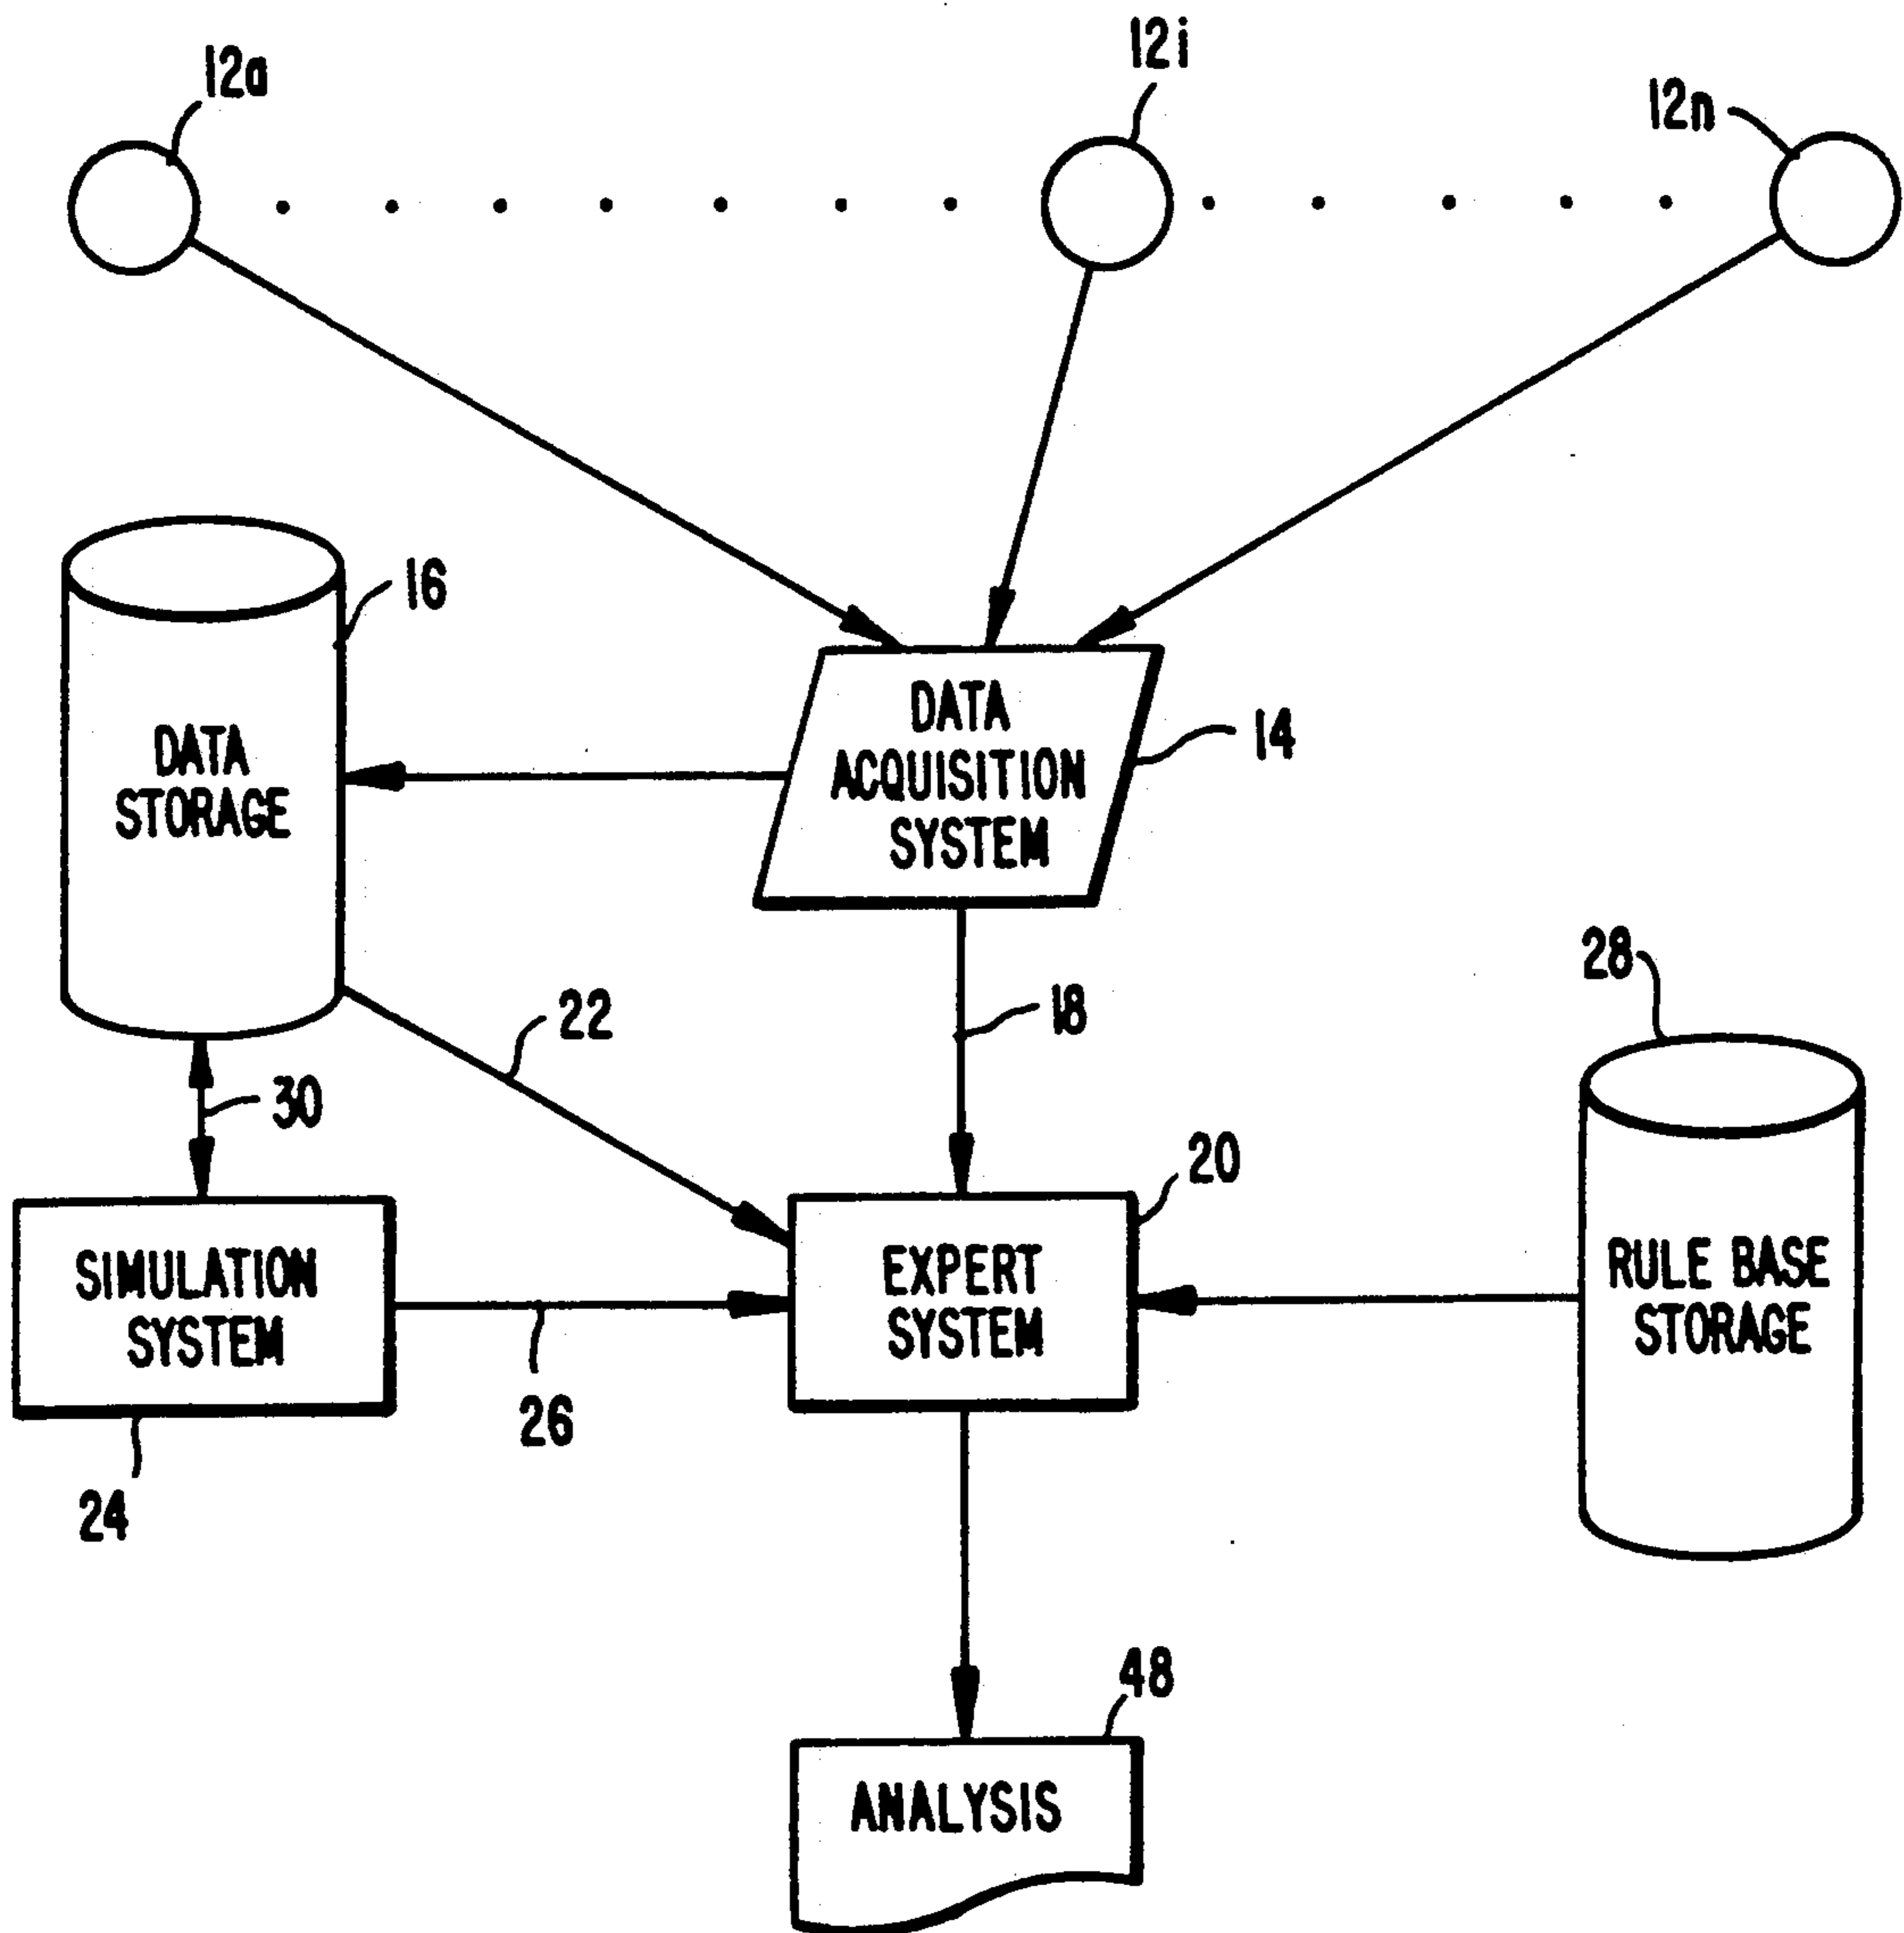 12a
12i
12n
16
DATA
STORAGE
DATA
ACQUISITION
SYSTEM
14
22
18
28
30
20
SIMULATION
SYSTEM
EXPERT
SYSTEM
RULE BASE
STORAGE
26
24
48
ANALYSIS